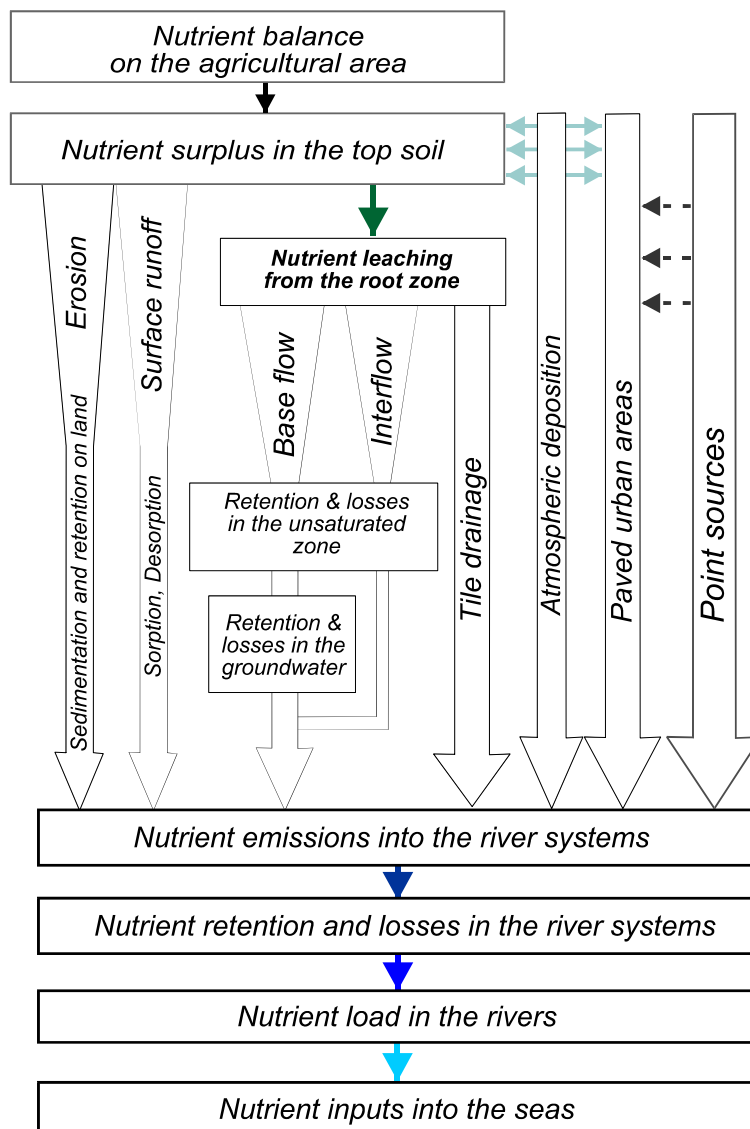 Nutrient balance
on the agricultural area
Nutrient surplus in the top soil
Nutrient leaching
from the root zone
Erosion
Sedimentation and retention on land
Surface runoff
Sorption, Desorption
Base flow
Interflow
Retention & losses
in the unsaturated
zone
Retention &
losses in the
groundwater
Tile drainage
Atmospheric deposition
Paved urban areas
Point sources
Nutrient emissions into the river systems
Nutrient retention and losses in the river systems
Nutrient load in the rivers
Nutrient inputs into the seas